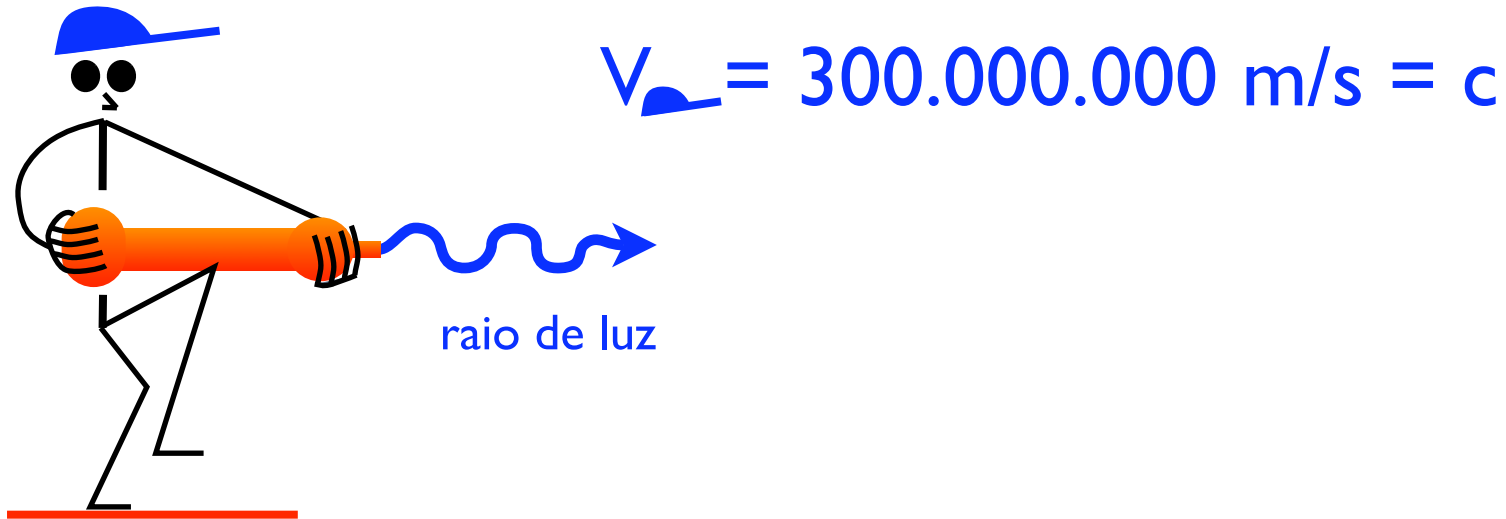 V = 300.000.000 m/s = c
raio de luz